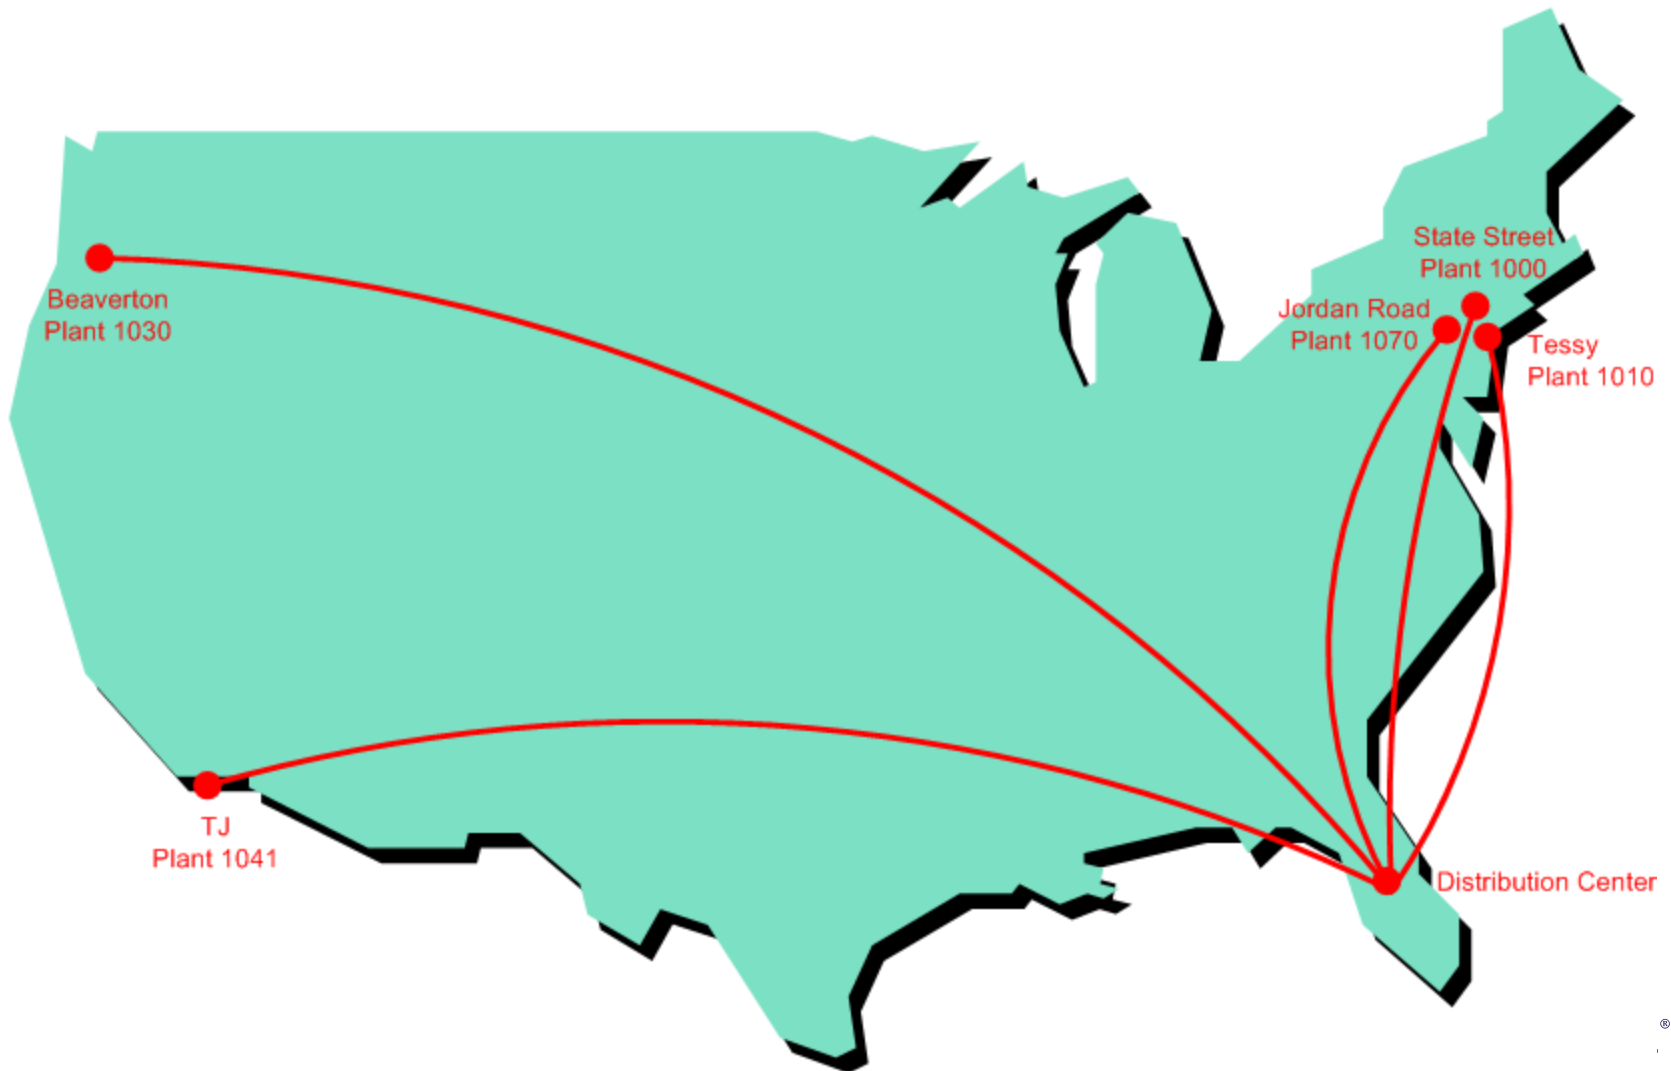 State Street
Plant 1000
Jordan Road
Plant 1070
Tessy
Plant 1010
Beaverton
Plant 1030
TJ
Plant 1041
Distribution Center
®